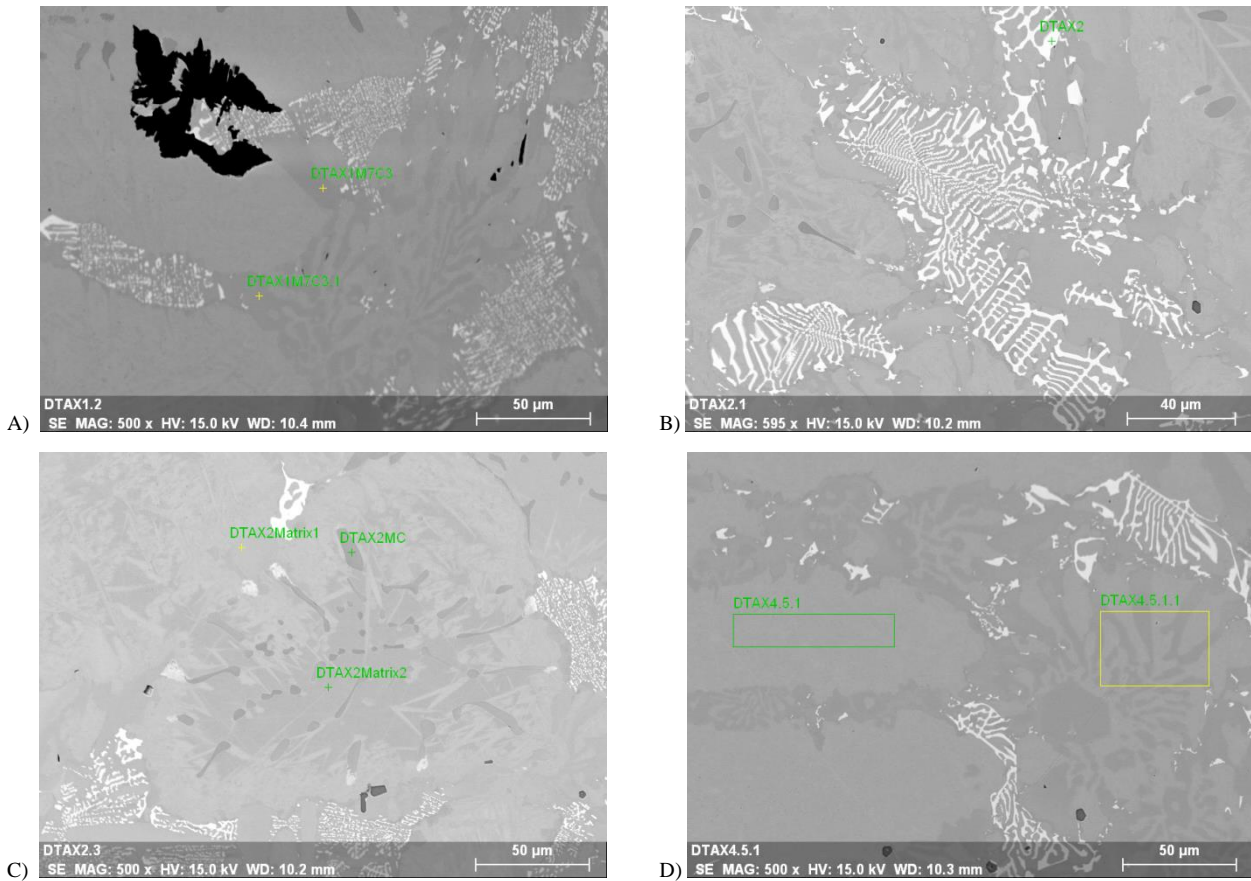 DTAX1M7C3
DTAX1M7C3.1
DTAX1.2
50 µm
SE MAG: 500 x HV: 15.0 kV WD: 10.4 mm
A)
DTAX2
DTAX2.1
40 µm
SE MAG: 595 x HV: 15.0 kV WD: 10.2 mm
B)
DTAX2Matrix1
DTAX2MC
DTAX2Matrix2
DTAX2.3
50 µm
SE MAG: 500 x HV: 15.0 kV WD: 10.2 mm
C)
DTAX4.5.1
DTAX4.5.1.1
DTAX4.5.1
50 µm
SE MAG: 500 x HV: 15.0 kV WD: 10.3 mm
D)